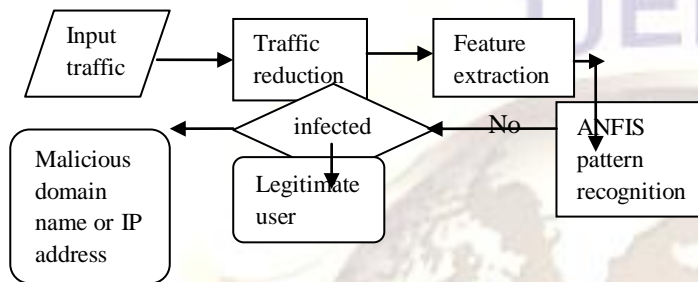 Input
traffic
Traffic
reduction
Feature
extraction
infected
No
ANFIS
pattern
recognition
Malicious
domain
name or IP
address
Legitimate
user